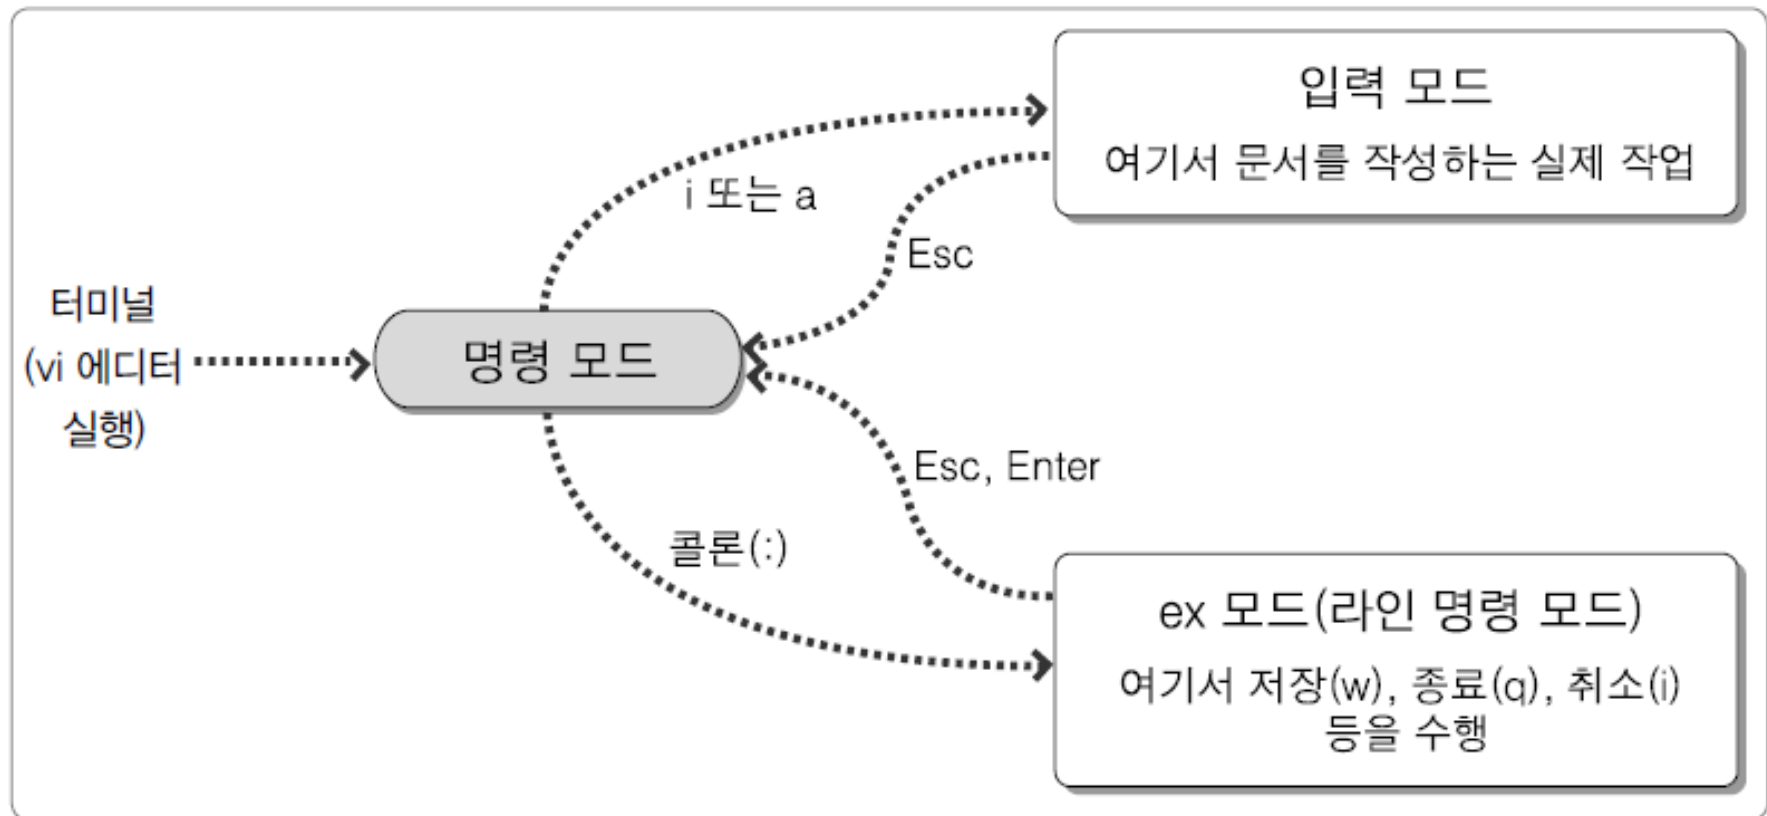 입력 모드
여기서 문서를 작성하는 실제 작업
i 또는 a
Esc
터미널
(vi 에디터
실행)
명령 모드
Esc, Enter
콜론(:)
ex 모드(라인 명령 모드)
여기서 저장(w), 종료(q), 취소(i)
등을 수행